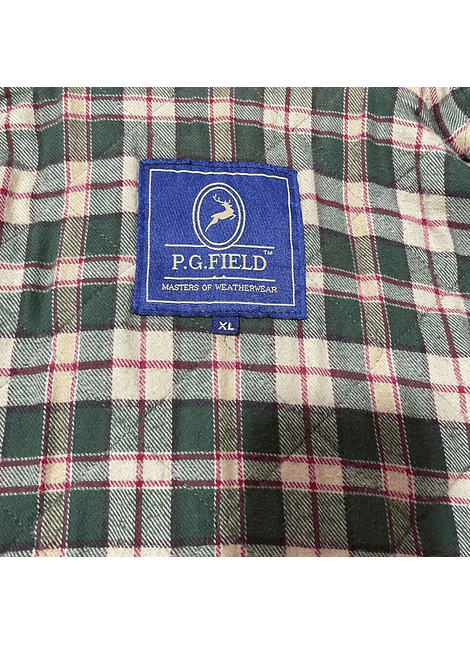 P.G.FIELD™
MASTERS OF WEATHERWEAR
XL